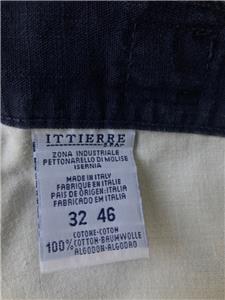 ITTIERRE
S.P.A.
ZONA INDUSTRIALE
PETTORANELLO DI MOLISE
ISERNIA
MADE IN ITALY
FABRIQUE EN ITALIE
PAIS DE ORIGEN:ITALIA
FABRICADO EM ITALIA
32 46
COTONE-COTON-
100% COTTON-BAUMWOLLE
ALGODON-ALGODAO